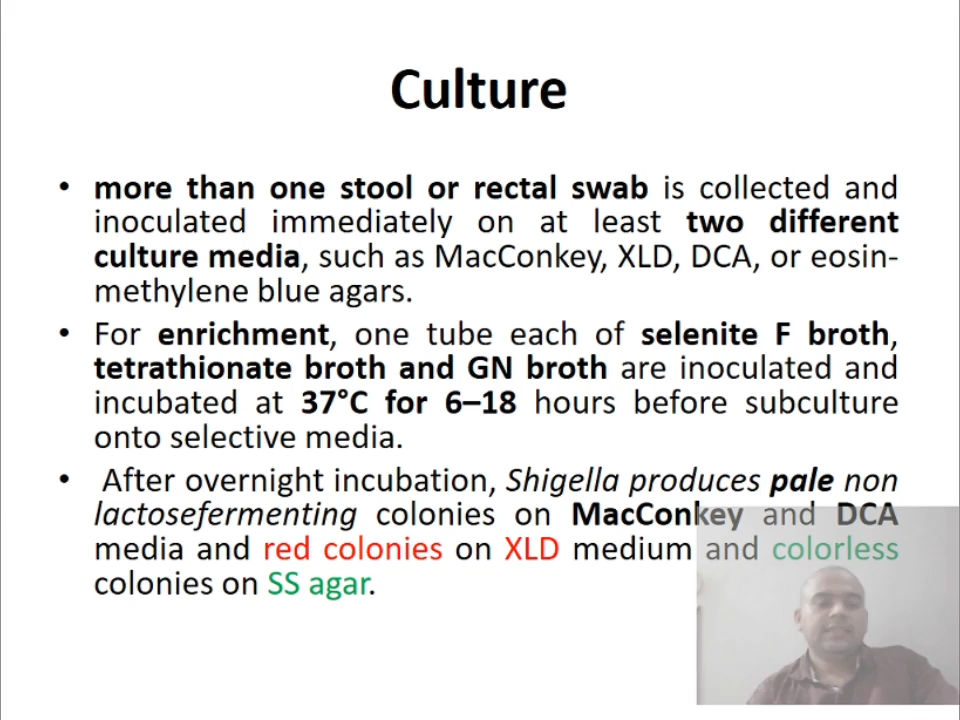 Culture
• more than one stool or rectal swab is collected and
inoculated immediately on at least two different
culture media, such as MacConkey, XLD, DCA, or eosin-
methylene blue agars.
• For enrichment, one tube each of selenite F broth,
tetrathionate broth and GN broth are inoculated and
incubated at 37°C for 6–18 hours before subculture
onto selective media.
• After overnight incubation, Shigella produces pale non
lactosefermenting colonies on MacConkey and DCA
media and red colonies on XLD medium and colorless
colonies on SS agar.